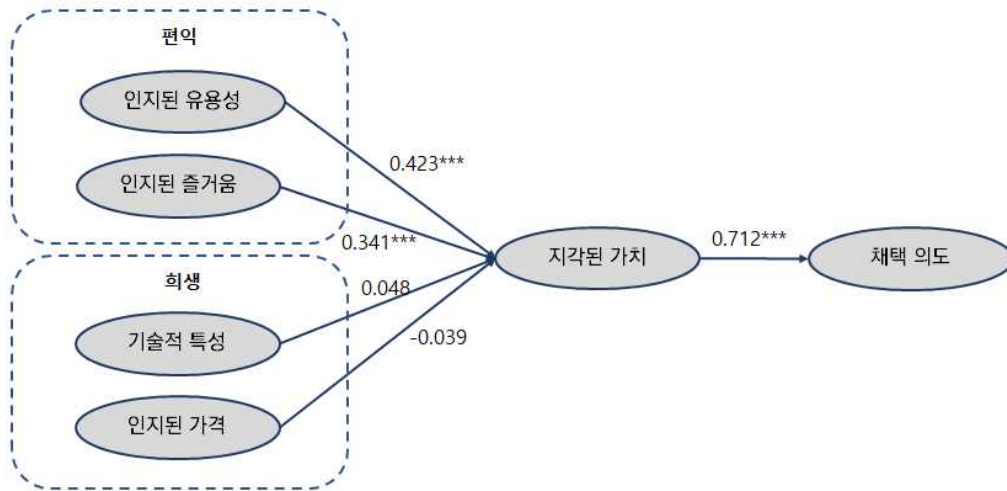 편익
인지된 유용성
0.423***
인지된 즐거움
0.341***
지각된 가치
0.712***
채택 의도
희생
0.048
기술적 특성
-0.039
인지된 가격